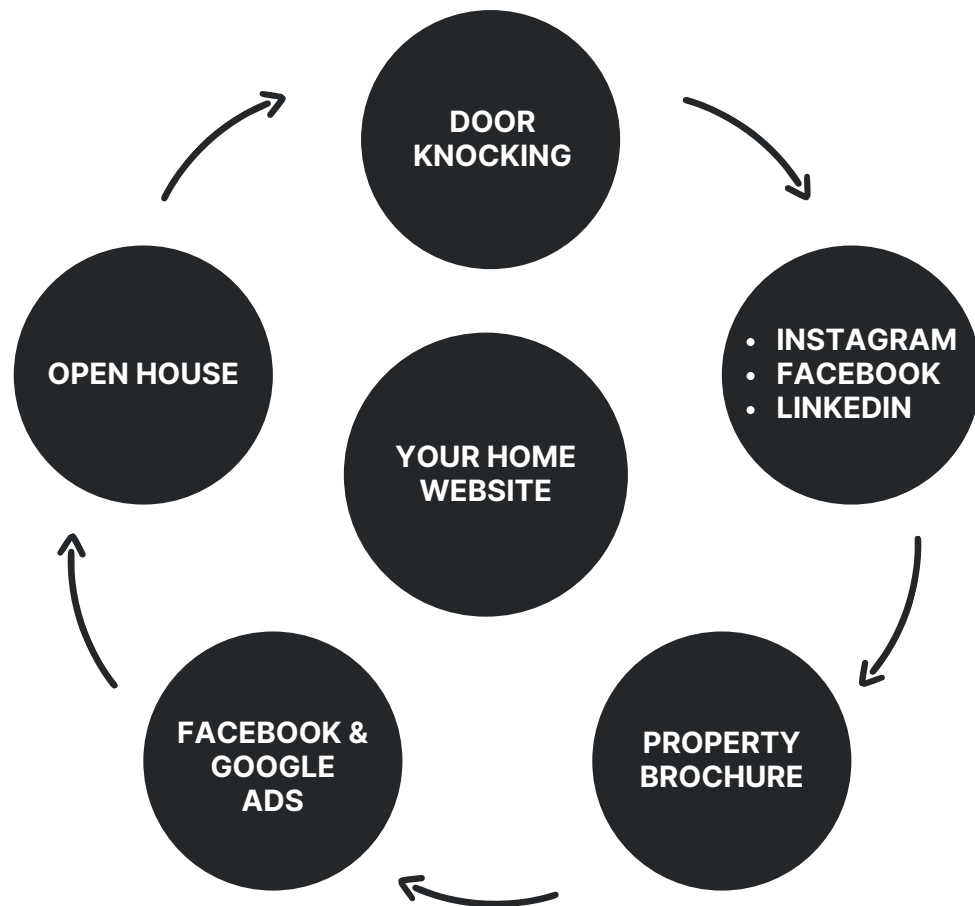 DOOR
KNOCKING
• INSTAGRAM
• FACEBOOK
• LINKEDIN
OPEN HOUSE
YOUR HOME
WEBSITE
PROPERTY
BROCHURE
FACEBOOK &
GOOGLE
ADS